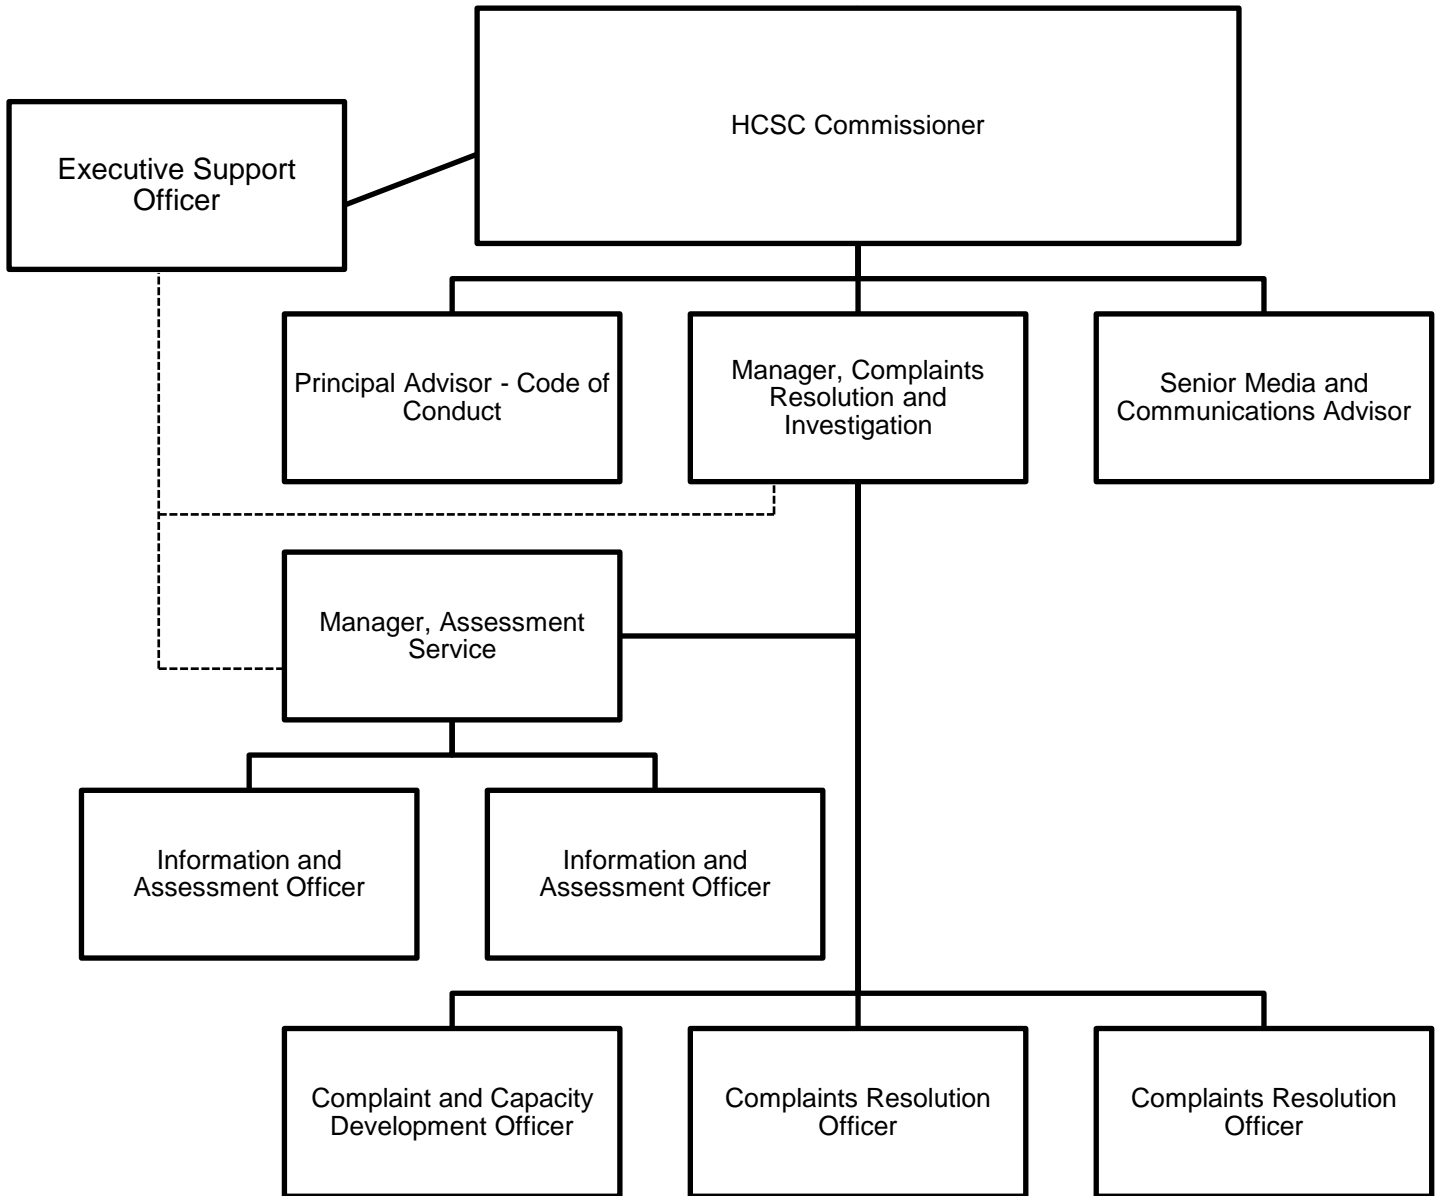 HCSC Commissioner
Executive Support
Officer
Principal Advisor - Code of
Conduct
Manager, Complaints
Resolution and
Investigation
Senior Media and
Communications Advisor
Manager, Assessment
Service
Information and
Assessment Officer
Information and
Assessment Officer
Complaint and Capacity
Development Officer
Complaints Resolution
Officer
Complaints Resolution
Officer